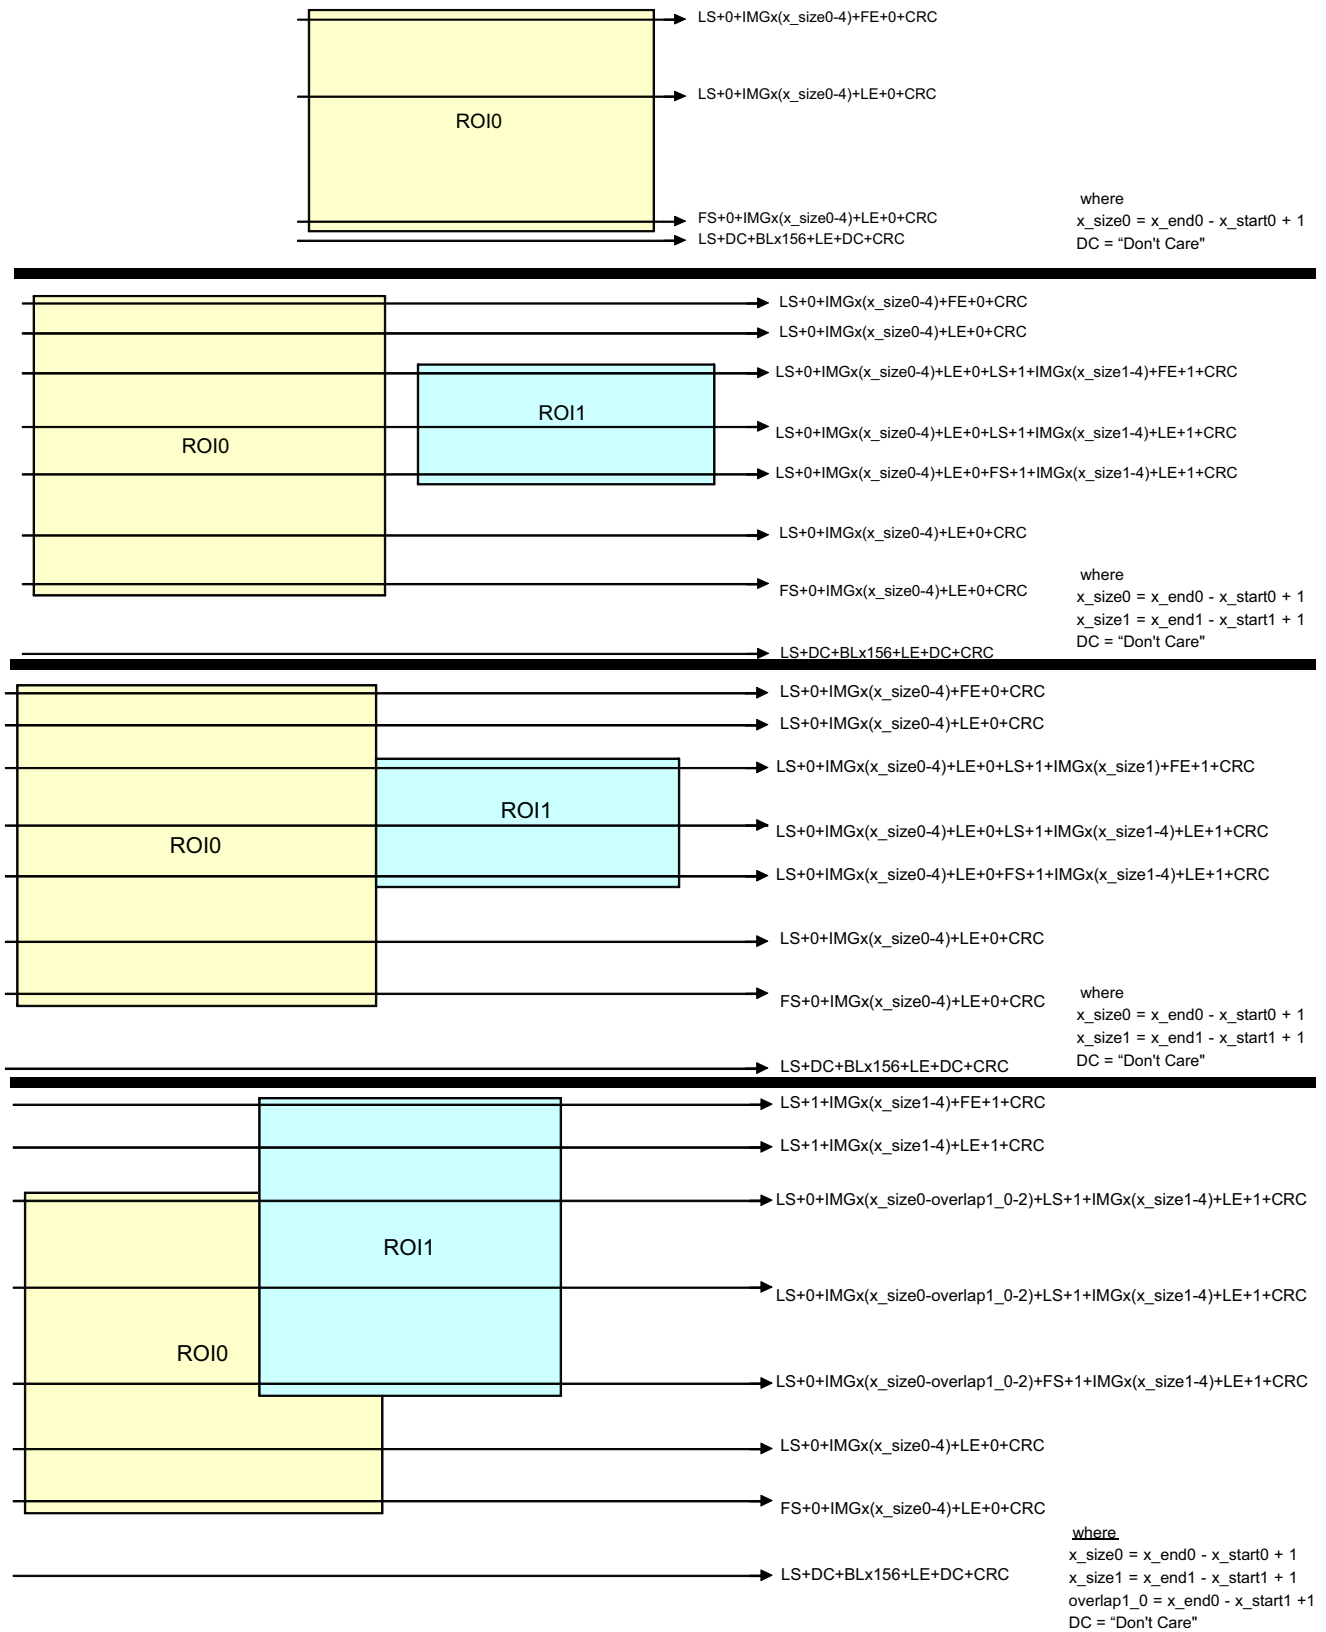 LS+0+IMGx(x_size0-4)+FE+0+CRC
LS+0+IMGx(x_size0-4)+LE+0+CRC
ROI0
FS+0+IMGx(x_size0-4)+LE+0+CRC
LS+DC+BLx156+LE+DC+CRC
where
x_size0 = x_end0 - x_start0 + 1
DC = “Don't Care"
LS+0+IMGx(x_size0-4)+FE+0+CRC
LS+0+IMGx(x_size0-4)+LE+0+CRC
LS+0+IMGx(x_size0-4)+LE+0+LS+1+IMGx(x_size1-4)+FE+1+CRC
ROI1
LS+0+IMGx(x_size0-4)+LE+0+LS+1+IMGx(x_size1-4)+LE+1+CRC
ROI0
LS+0+IMGx(x_size0-4)+LE+0+FS+1+IMGx(x_size1-4)+LE+1+CRC
LS+0+IMGx(x_size0-4)+LE+0+CRC
FS+0+IMGx(x_size0-4)+LE+0+CRC
where
x_size0 = x_end0 - x_start0 + 1
x_size1 = x_end1 - x_start1 + 1
DC = “Don't Care"
LS+DC+BLx156+LE+DC+CRC
LS+0+IMGx(x_size0-4)+FE+0+CRC
LS+0+IMGx(x_size0-4)+LE+0+CRC
LS+0+IMGx(x_size0-4)+LE+0+LS+1+IMGx(x_size1)+FE+1+CRC
ROI1
LS+0+IMGx(x_size0-4)+LE+0+LS+1+IMGx(x_size1-4)+LE+1+CRC
ROI0
LS+0+IMGx(x_size0-4)+LE+0+FS+1+IMGx(x_size1-4)+LE+1+CRC
LS+0+IMGx(x_size0-4)+LE+0+CRC
FS+0+IMGx(x_size0-4)+LE+0+CRC
where
x_size0 = x_end0 - x_start0 + 1
x_size1 = x_end1 - x_start1 + 1
DC = “Don't Care"
LS+DC+BLx156+LE+DC+CRC
LS+1+IMGx(x_size1-4)+FE+1+CRC
LS+1+IMGx(x_size1-4)+LE+1+CRC
LS+0+IMGx(x_size0-overlap1_0-2)+LS+1+IMGx(x_size1-4)+LE+1+CRC
ROI1
LS+0+IMGx(x_size0-overlap1_0-2)+LS+1+IMGx(x_size1-4)+LE+1+CRC
ROI0
LS+0+IMGx(x_size0-overlap1_0-2)+FS+1+IMGx(x_size1-4)+LE+1+CRC
LS+0+IMGx(x_size0-4)+LE+0+CRC
FS+0+IMGx(x_size0-4)+LE+0+CRC
where
x_size0 = x_end0 - x_start0 + 1
x_size1 = x_end1 - x_start1 + 1
overlap1_0 = x_end0 - x_start1 +1
DC = “Don't Care"
LS+DC+BLx156+LE+DC+CRC